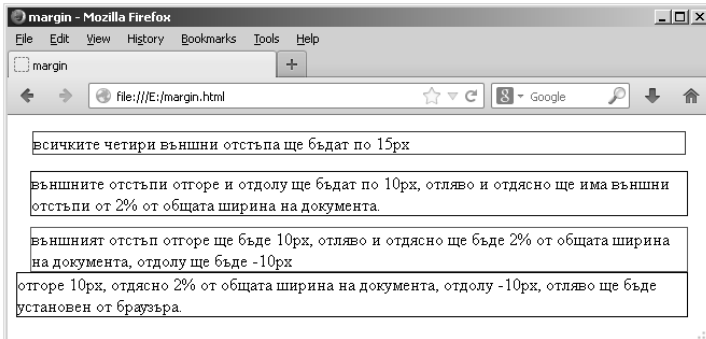 margin - Mozilla Firefox
File Edit View History Bookmarks Tools Help
margin
file:///E:/margin.html
8 Google
всичките четири външни отстъпа ще бъдат по 15px
външните отстъпи отгоре и отдолу ще бъдат по 10px, отляво и отдясно ще има външни
отстъпи от 2% от общата ширина на документа.
външният отстъп отгоре ще бъде 10px, отляво и отдясно ще бъде 2% от общата ширина
на документа, отдолу ще бъде -10px
отгоре 10px, отдясно 2% от общата ширина на документа, отдолу -10px, отляво ще бъде
установен от браузъра.